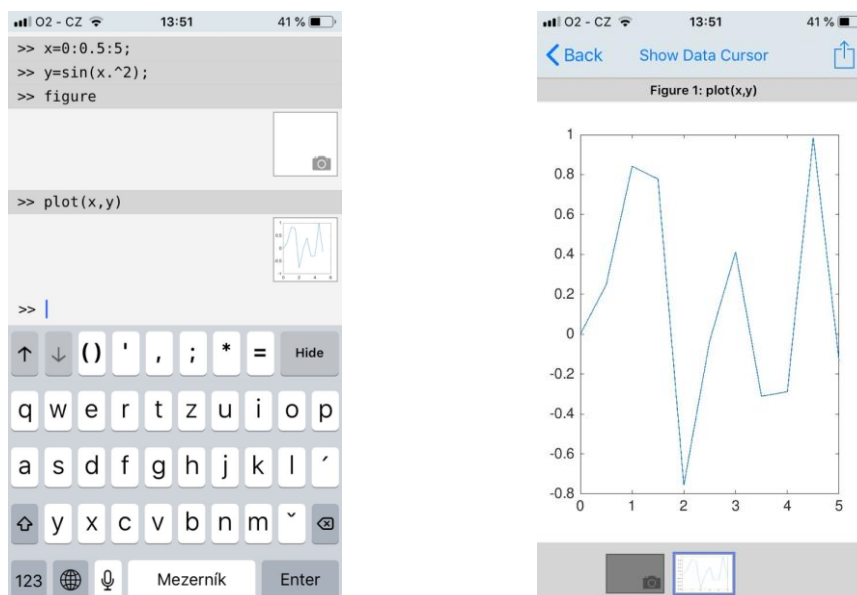 O2 - CZ 13:51 41 %
>> x=0:0.5:5;
>> y=sin(x.^2);
>> figure
>> plot(x,y)
>>
↑ ↓ () ' , ; * = Hide
q w e r t z u i o p
a s d f g h j k l ´
y x c v b n m ˇ
123 Mezerník Enter
O2 - CZ 13:51 41 %
Back Show Data Cursor
Figure 1: plot(x,y)
1
0.8
0.6
0.4
0.2
0
-0.2
-0.4
-0.6
-0.8
0 1 2 3 4 5